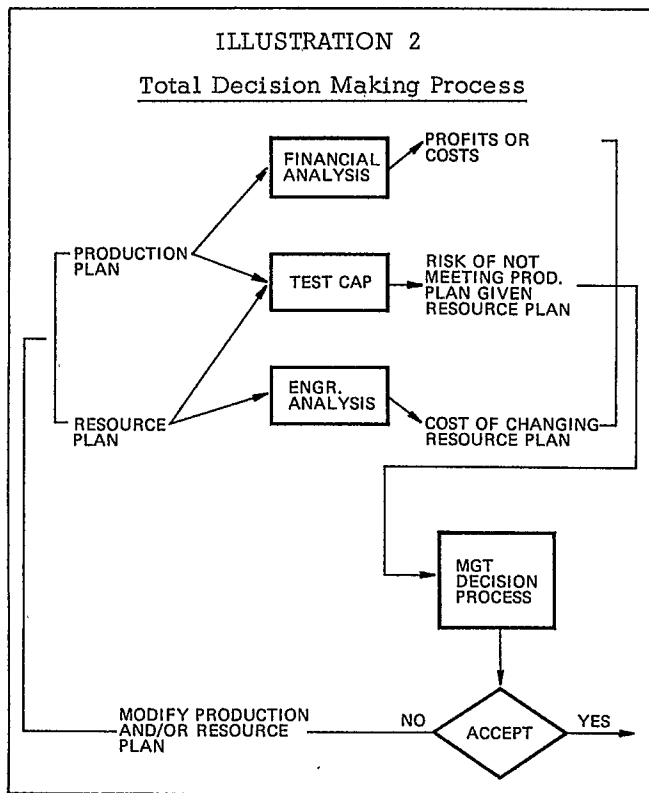 ILLUSTRATION 2
Total Decision Making Process
FINANCIAL
ANALYSIS
PROFITS OR
COSTS
PRODUCTION
PLAN
TEST CAP
RISK OF NOT
MEETING PROD.
PLAN GIVEN
RESOURCE PLAN
RESOURCE
PLAN
ENGR.
ANALYSIS
COST OF CHANGING
RESOURCE PLAN
MGT
DECISION
PROCESS
MODIFY PRODUCTION
AND/OR RESOURCE
PLAN
NO
ACCEPT
YES